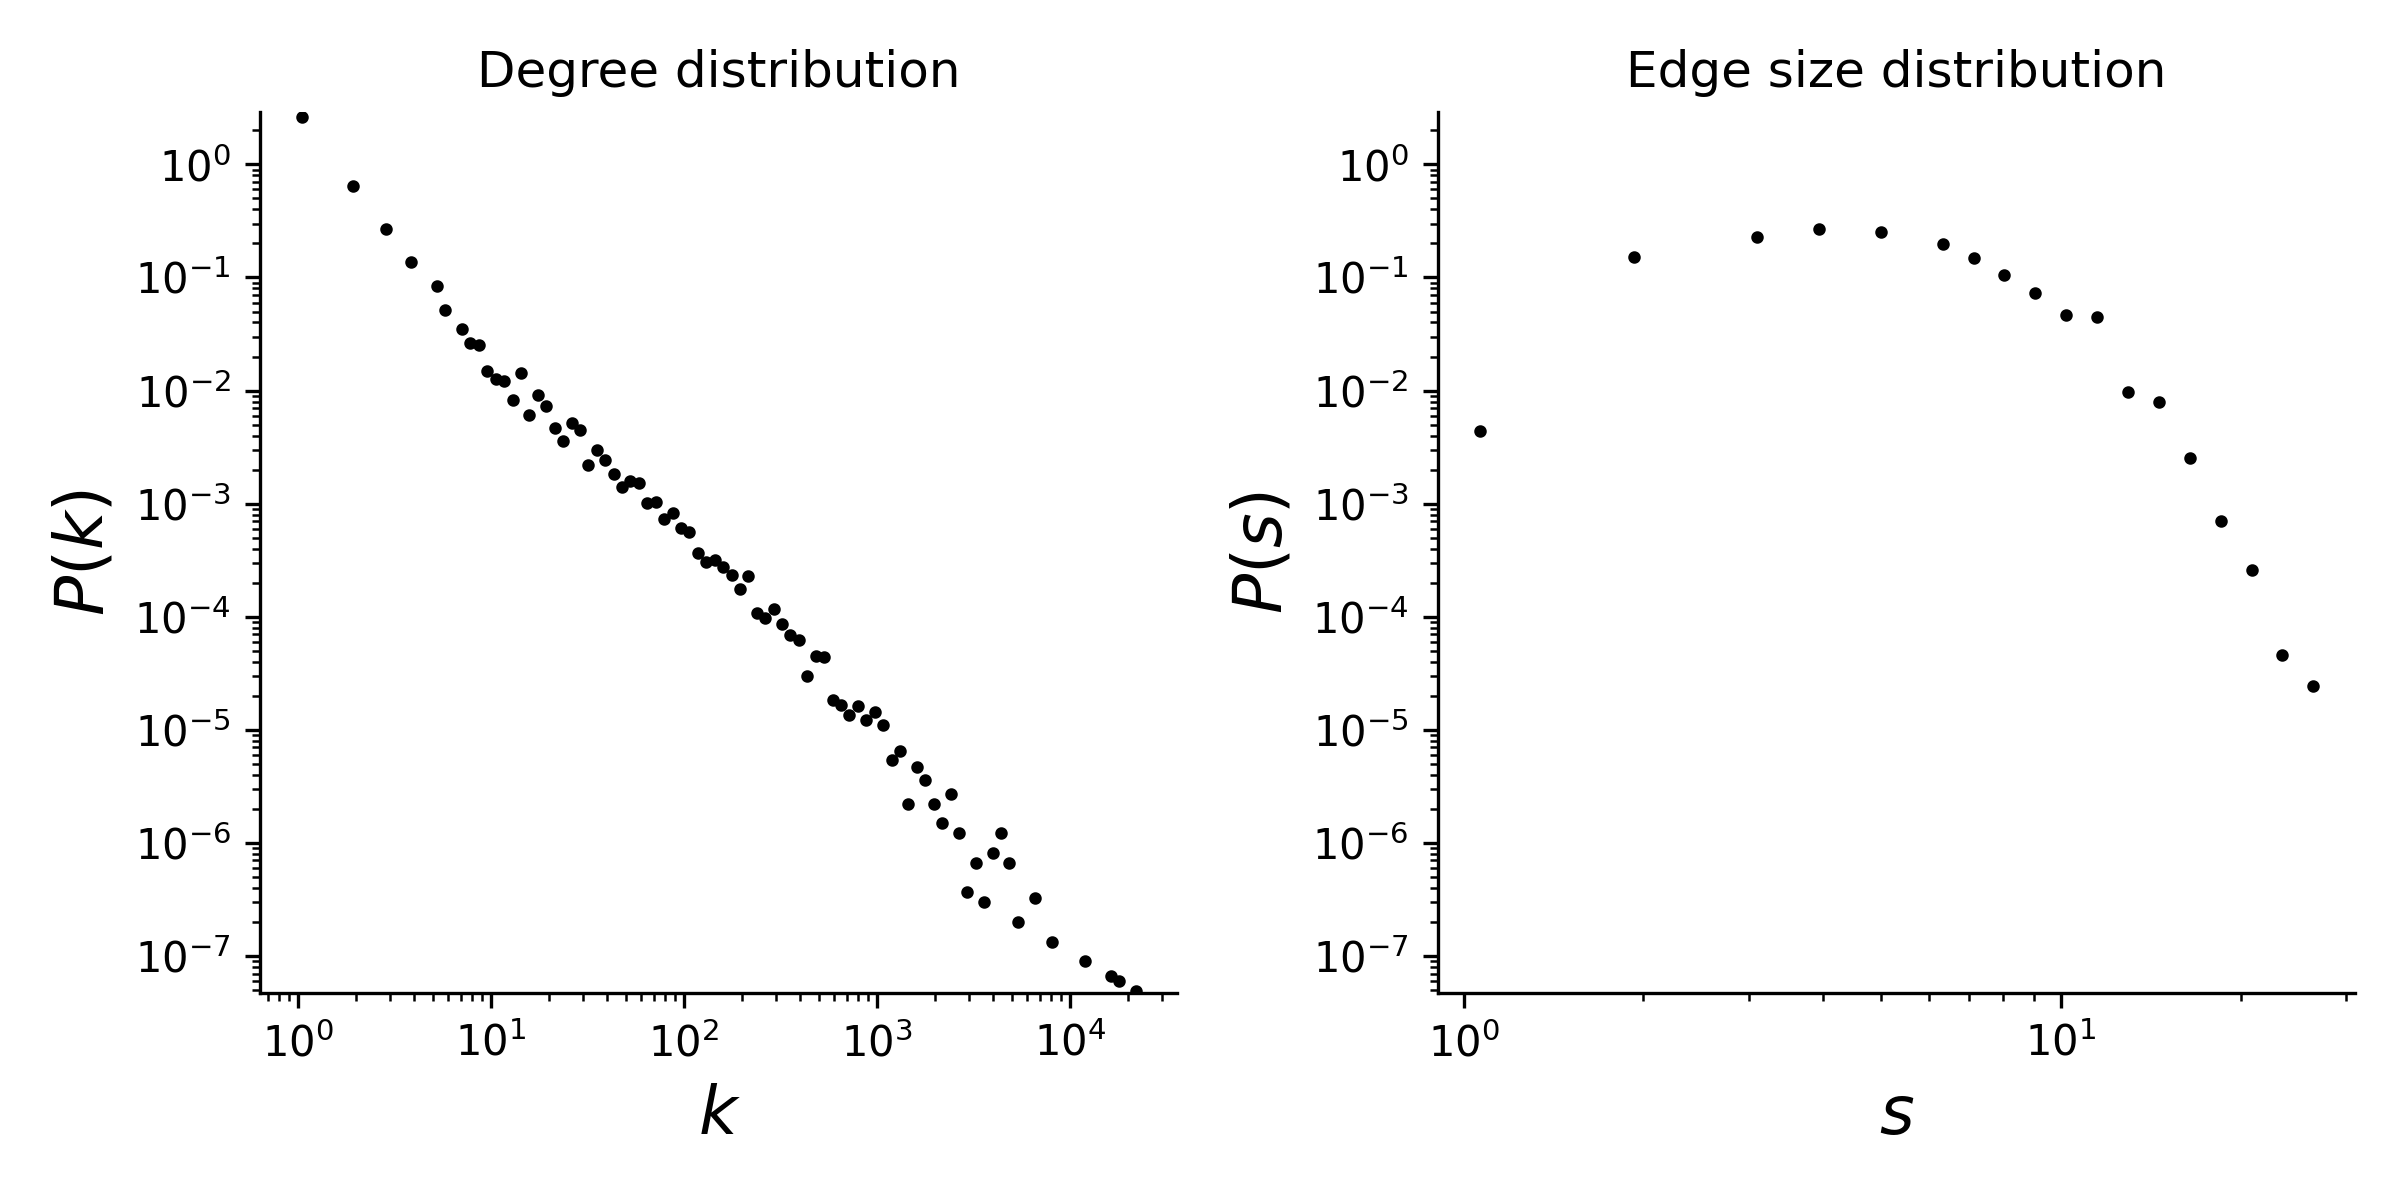 Degree distribution
P(k)
10⁰
10⁻¹
10⁻²
10⁻³
10⁻⁴
10⁻⁵
10⁻⁶
10⁻⁷
10⁰ 10¹ 10² 10³ 10⁴
k
Edge size distribution
P(s)
10⁰
10⁻¹
10⁻²
10⁻³
10⁻⁴
10⁻⁵
10⁻⁶
10⁻⁷
10⁰ 10¹
s